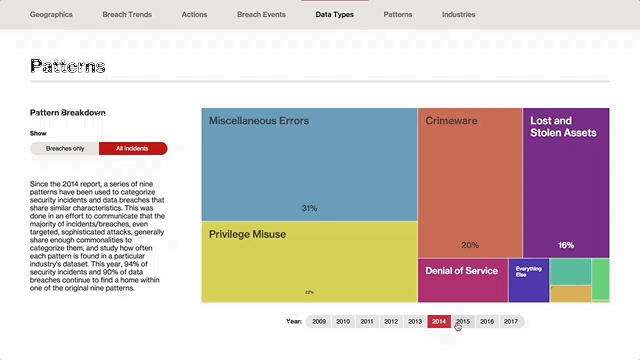 Geographics Breach Trends Actions Breach Events Data Types Patterns Industries
Patterns
Pattern Breakdown
Show
Breaches only All Incidents
Since the 2014 report, a series of nine
patterns have been used to categorize
security incidents and data breaches that
share similar characteristics. This was
done in an effort to communicate that the
majority of incidents/breaches, even
targeted, sophisticated attacks, generally
share enough commonalities to
categorize them, and study how often
each pattern is found in a particular
industry's dataset. This year, 94% of
security incidents and 90% of data
breaches continue to find a home within
one of the original nine patterns.
Miscellaneous Errors
31%
Privilege Misuse
22%
Crimeware
20%
Lost and
Stolen Assets
16%
Denial of Service
Everything
Else
Year: 2009 2010 2011 2012 2013 2014 2015 2016 2017